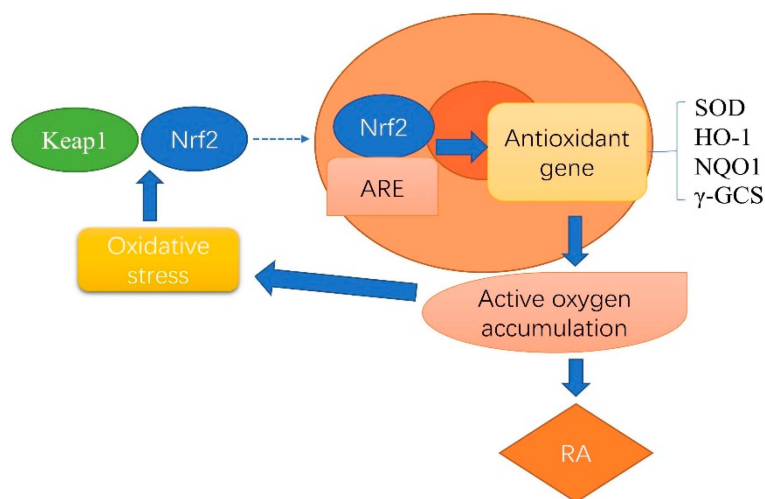 Keap1
Nrf2
Nrf2
ARE
Antioxidant
gene
SOD
HO-1
NQO1
γ-GCS
Oxidative
stress
Active oxygen
accumulation
RA